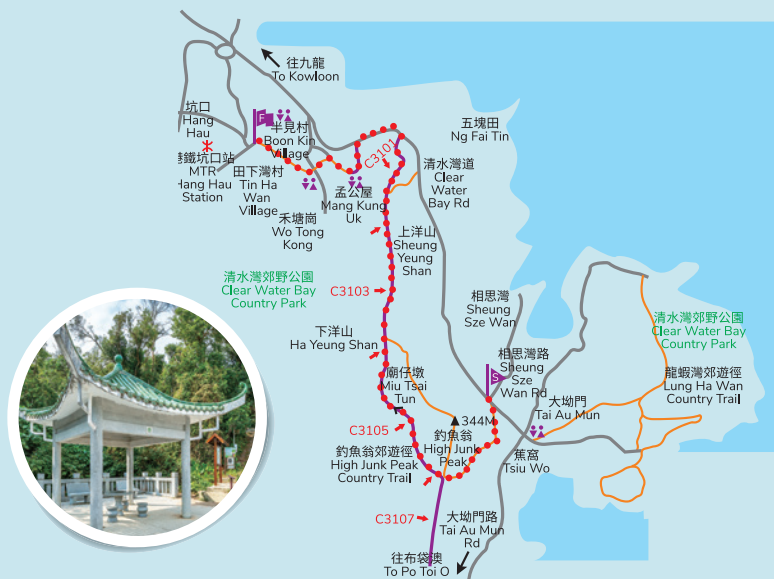 往九龍
To Kowloon
坑口
Hang
Hau
F
半見村
Boon Kin
Village
港鐵坑口站
MTR
Hang Hau
Station
田下灣村
Tin Ha
Wan
Village
禾塘崗
Wo Tong
Kong
孟公屋
Mang Kung
Uk
C3101
五塊田
Ng Fai Tin
清水灣道
Clear
Water
Bay Rd
上洋山
Sheung
Yeung
Shan
清水灣郊野公園
Clear Water Bay
Country Park
C3103
下洋山
Ha Yeung Shan
相思灣
Sheung
Sze Wan
相思灣路
Sheung
Sze
Wan Rd
S
清水灣郊野公園
Clear Water Bay
Country Park
龍蝦灣郊遊徑
Lung Ha Wan
Country Trail
大坳門
Tai Au Mun
廟仔墩
Miu Tsai
Tun
344M
釣魚翁
High Junk
Peak
C3105
釣魚翁郊遊徑
High Junk Peak
Country Trail
蕉窩
Tsiu Wo
C3107
大坳門路
Tai Au Mun
Rd
往布袋澳
To Po Toi O